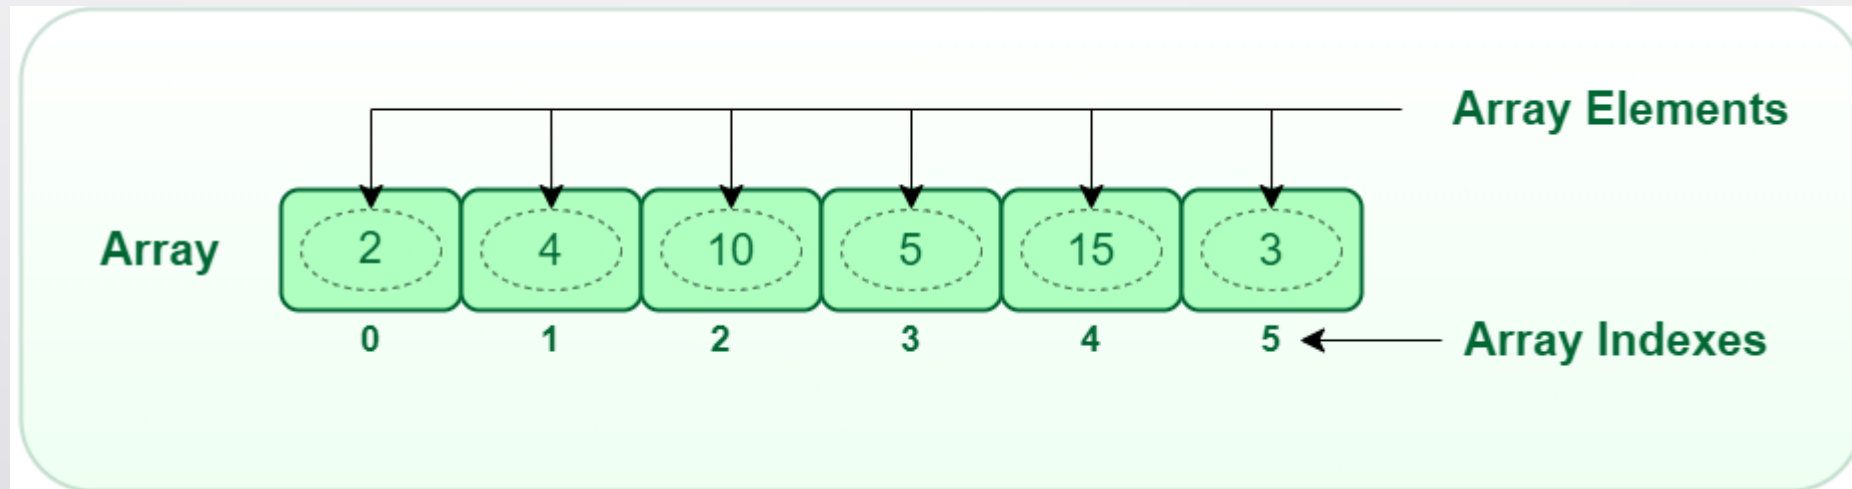 Array Elements
Array 2 4 10 5 15 3
0 1 2 3 4 5 Array Indexes